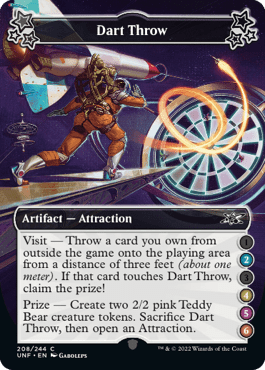 Dart Throw
Artifact — Attraction
Visit — Throw a card you own from
outside the game onto the playing area
from a distance of three feet (about one
meter). If that card touches Dart Throw,
claim the prize!
Prize — Create two 2/2 pink Teddy
Bear creature tokens. Sacrifice Dart
Throw, then open an Attraction.
1
2
3
4
5
6
208/244 C
UNF • EN GABOLEPS
™ & © 2022 Wizards of the Coast